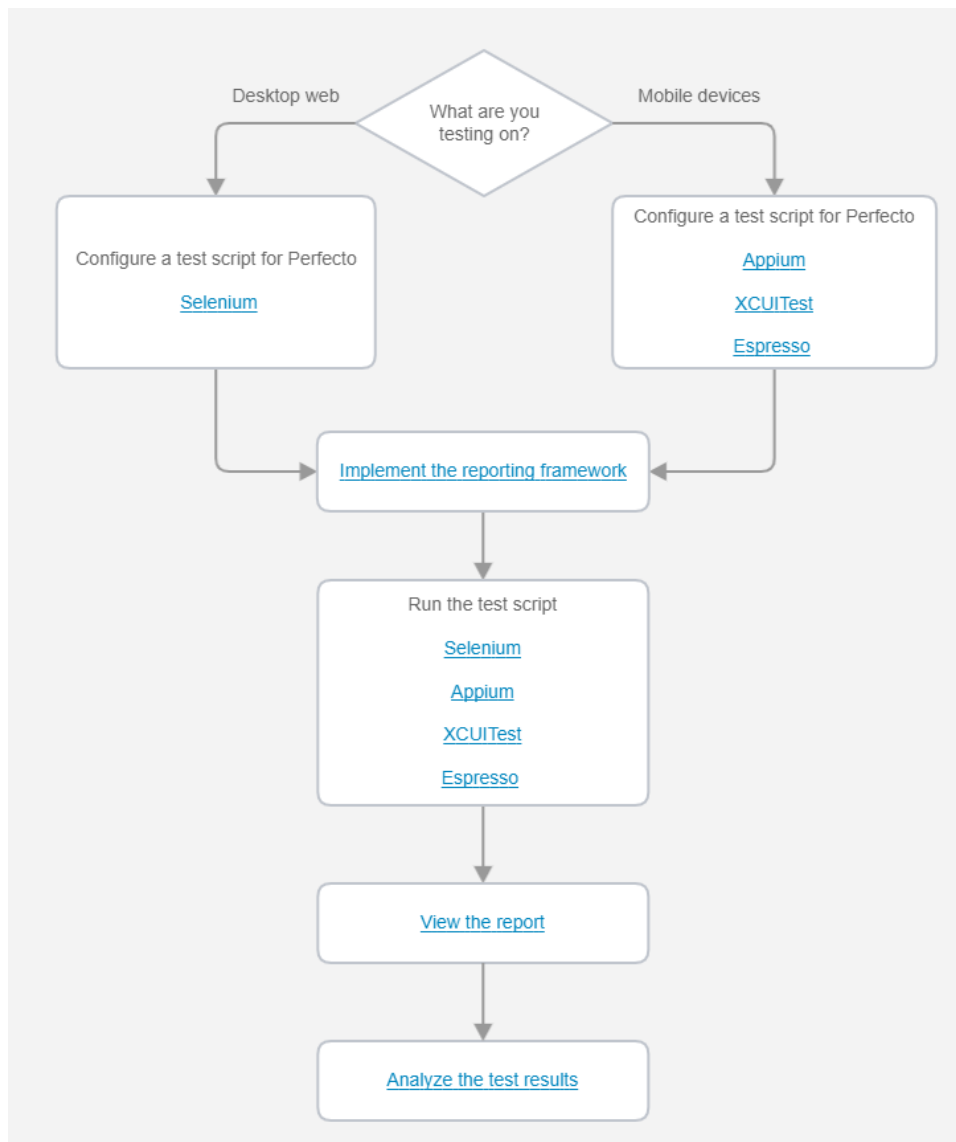 Desktop web
What are you
testing on?
Mobile devices
Configure a test script for Perfecto
Selenium
Configure a test script for Perfecto
Appium
XCUITest
Espresso
Implement the reporting framework
Run the test script
Selenium
Appium
XCUITest
Espresso
View the report
Analyze the test results